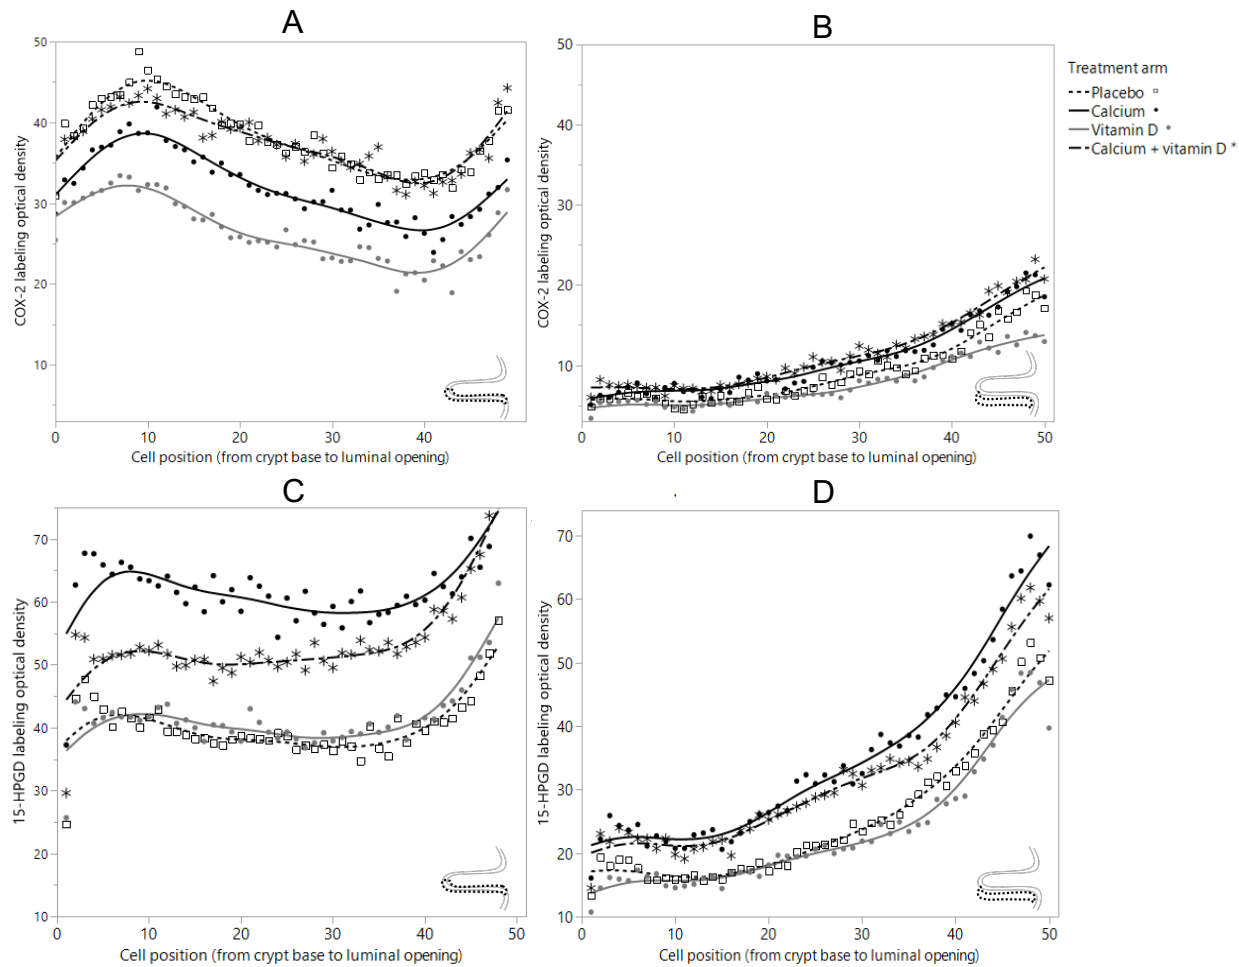 A
B
50
40
30
20
10
COX-2 labeling optical density
0
10
20
30
40
Cell position (from crypt base to luminal opening)
50
40
30
20
10
COX-2 labeling optical density
0
10
20
30
40
50
Cell position (from crypt base to luminal opening)
Treatment arm
Placebo
Calcium
Vitamin D
Calcium + vitamin D
C
D
70
60
50
40
30
20
10
15-HPGD labeling optical density
0
10
20
30
40
50
Cell position (from crypt base to luminal opening)
70
60
50
40
30
20
10
15-HPGD labeling optical density
0
10
20
30
40
50
Cell position (from crypt base to luminal opening)